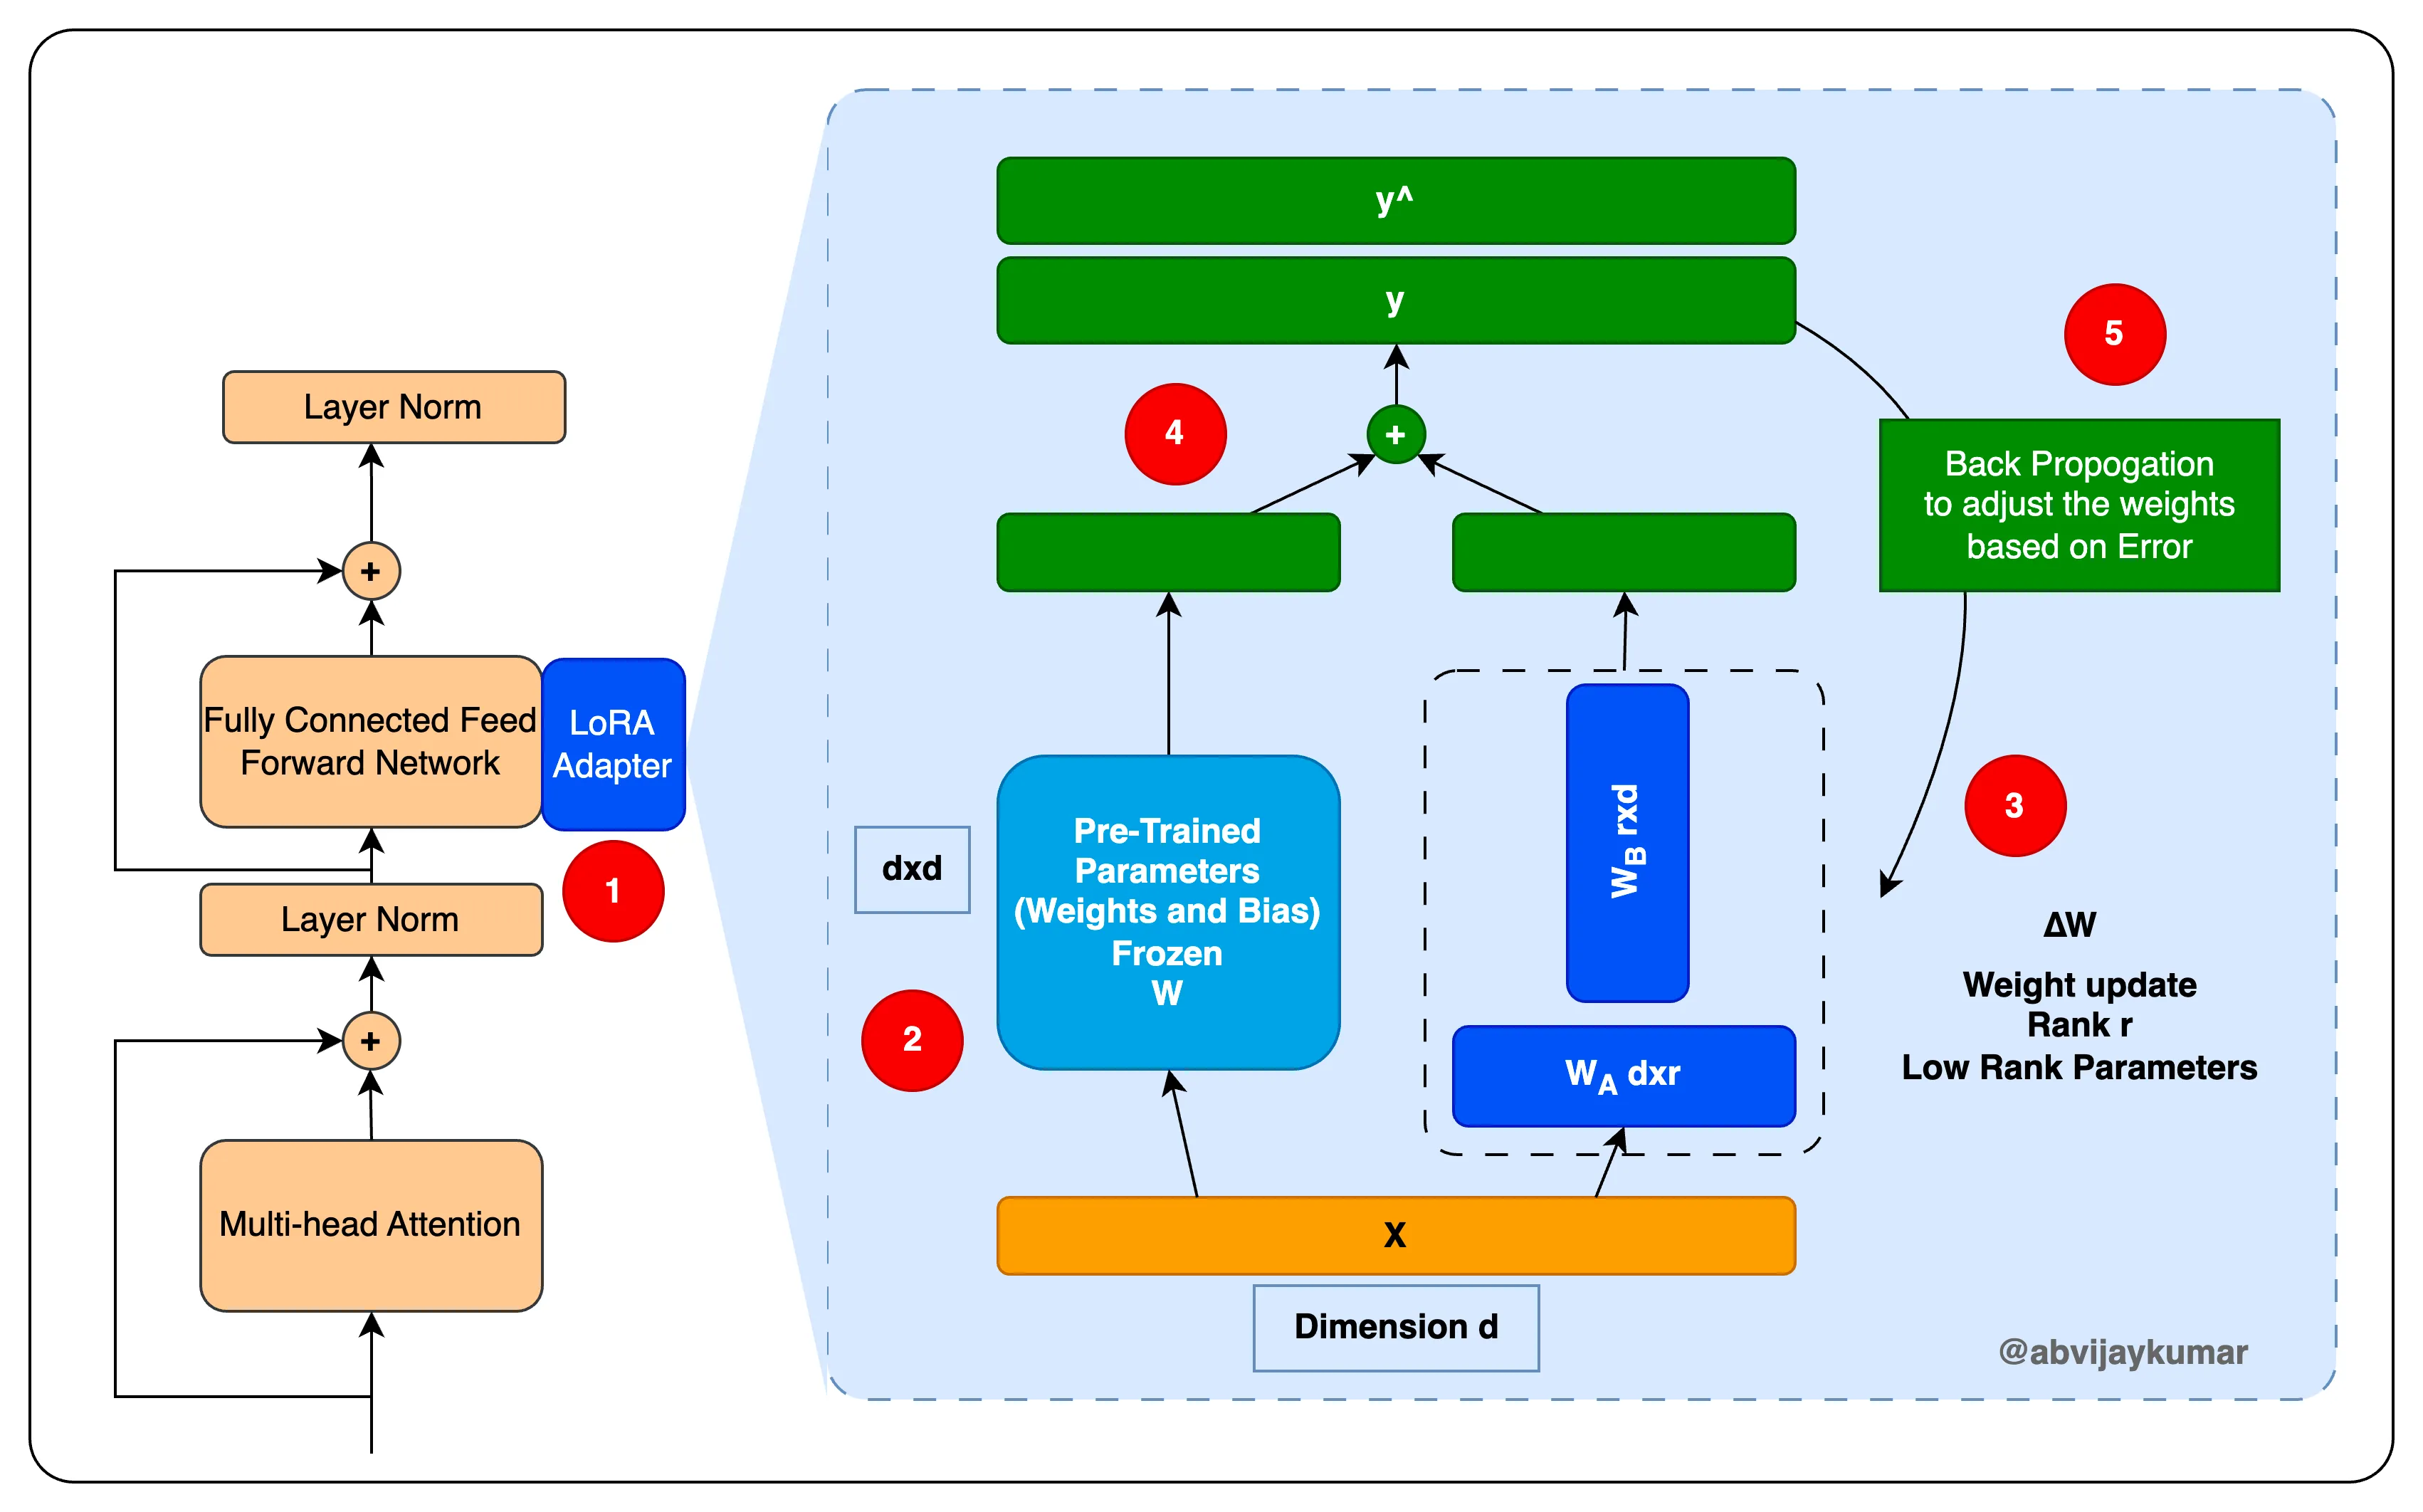 Layer Norm
+
Fully Connected Feed
Forward Network
LoRA
Adapter
1
Layer Norm
+
Multi-head Attention
y^
y
5
4
+
Back Propogation
to adjust the weights
based on Error
3
dxd
2
Pre-Trained
Parameters
(Weights and Bias)
Frozen
W
WB rxd
WA dxr
ΔW
Weight update
Rank r
Low Rank Parameters
X
Dimension d
@abvijaykumar